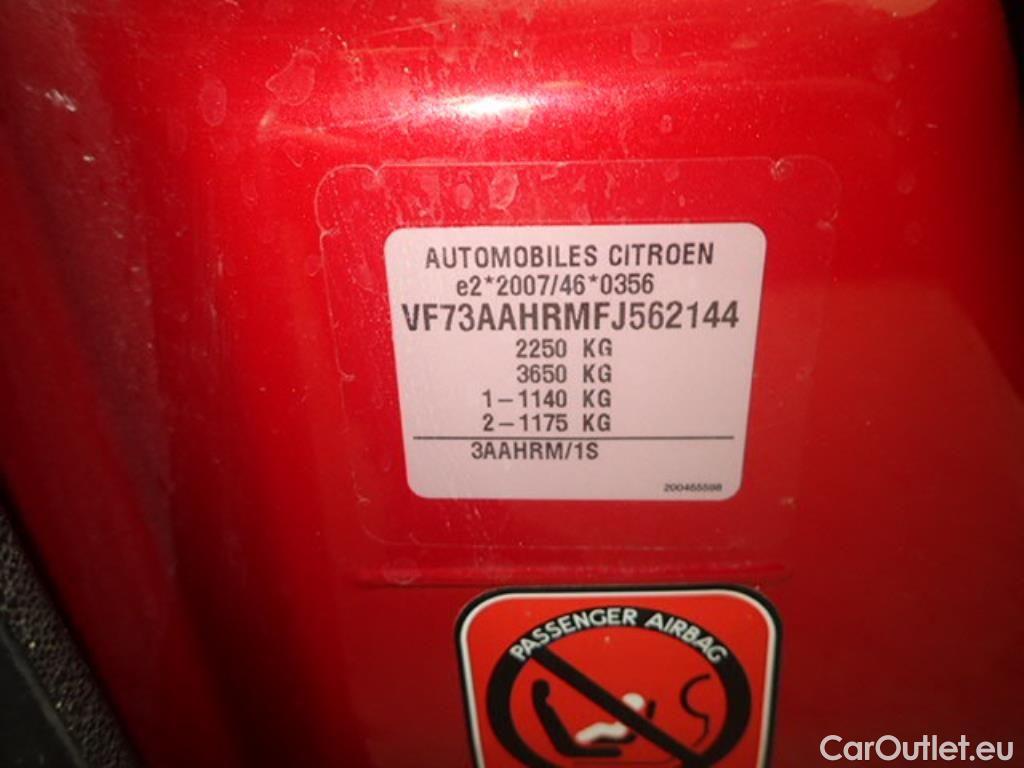 AUTOMOBILES CITROEN
e2*2007/46*0356
VF73AAHRMFJ562144
2250 KG
3650 KG
1-1140 KG
2-1175 KG
3AAHRM/1S
200465598
PASSENGER AIRBAG
CarOutlet.eu